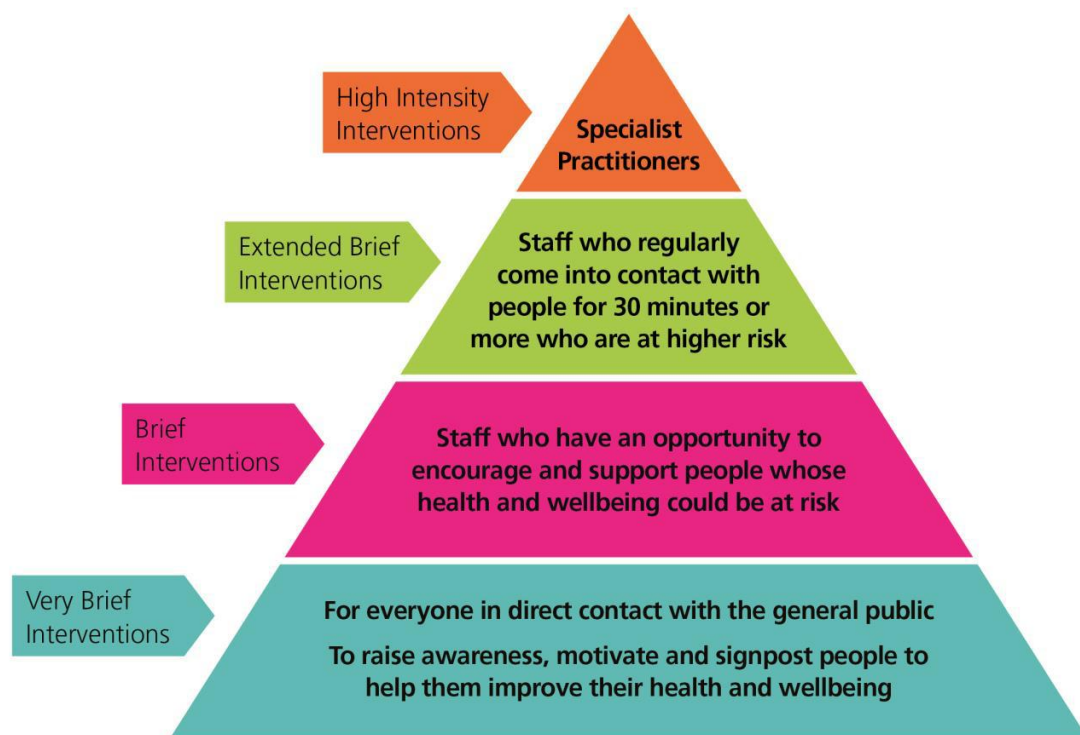 High Intensity
Interventions
Specialist
Practitioners
Extended Brief
Interventions
Staff who regularly
come into contact with
people for 30 minutes or
more who are at higher risk
Brief
Interventions
Staff who have an opportunity to
encourage and support people whose
health and wellbeing could be at risk
Very Brief
Interventions
For everyone in direct contact with the general public
To raise awareness, motivate and signpost people to
help them improve their health and wellbeing